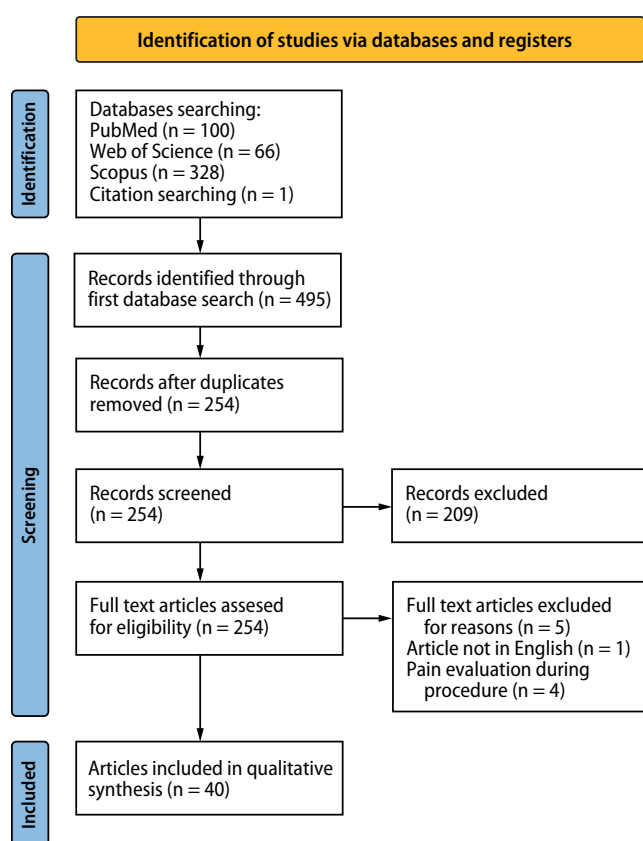 Identification of studies via databases and registers
Identification
Databases searching:
PubMed (n = 100)
Web of Science (n = 66)
Scopus (n = 328)
Citation searching (n = 1)
Screening
Records identified through
first database search (n = 495)
Records after duplicates
removed (n = 254)
Records screened
(n = 254)
Records excluded
(n = 209)
Full text articles assesed
for eligibility (n = 254)
Full text articles excluded
for reasons (n = 5)
Article not in English (n = 1)
Pain evaluation during
procedure (n = 4)
Included
Articles included in qualitative
synthesis (n = 40)